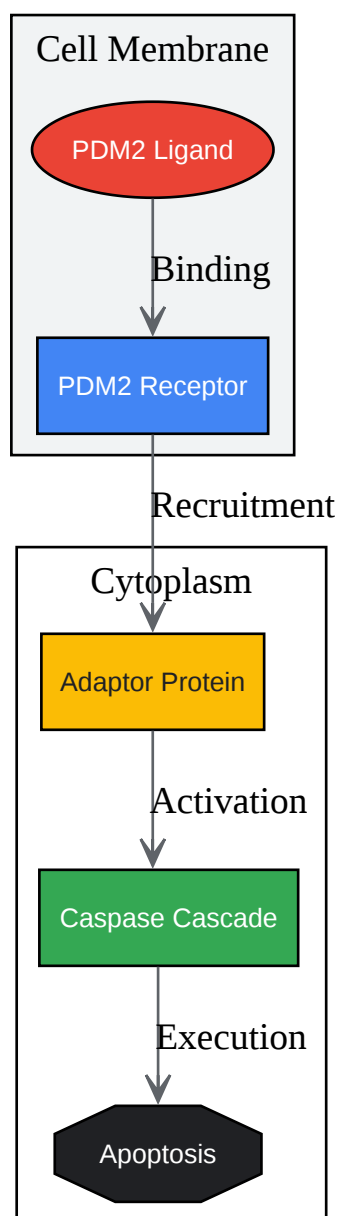 Cell Membrane
PDM2 Ligand
Binding
PDM2 Receptor
Recruitment
Cytoplasm
Adaptor Protein
Activation
Caspase Cascade
Execution
Apoptosis